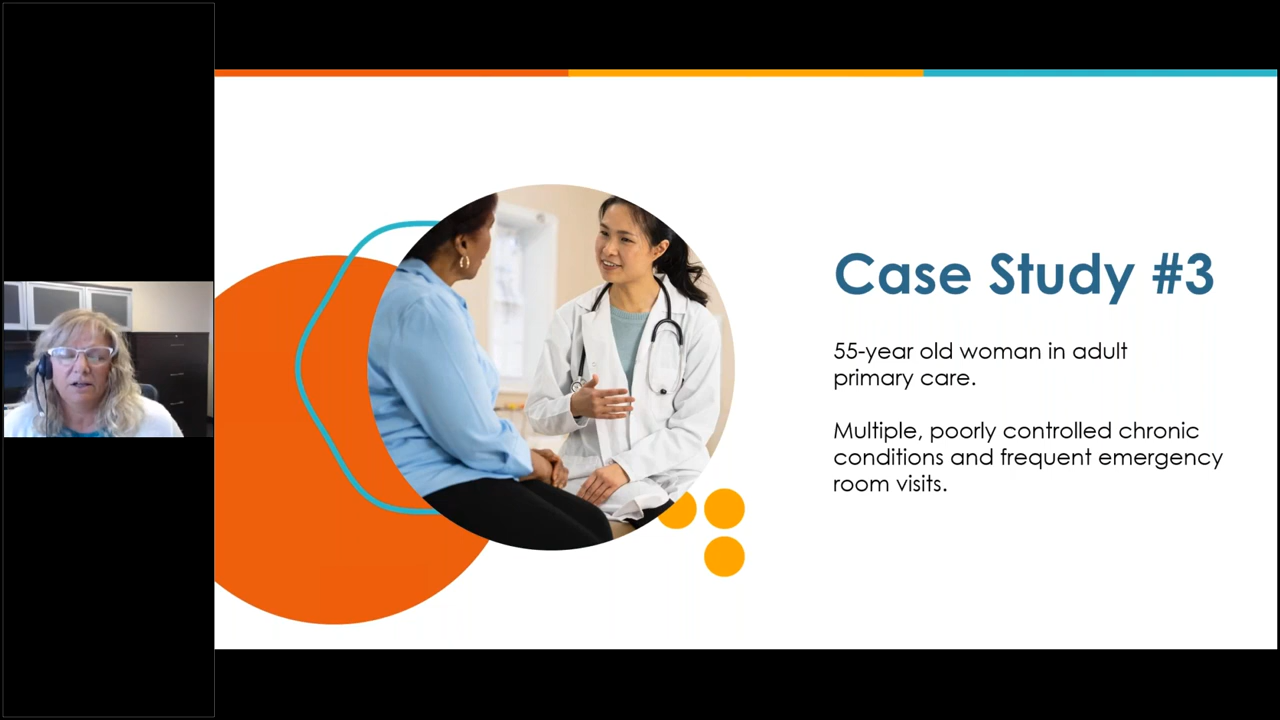 Case Study #3
55-year old woman in adult
primary care.
Multiple, poorly controlled chronic
conditions and frequent emergency
room visits.